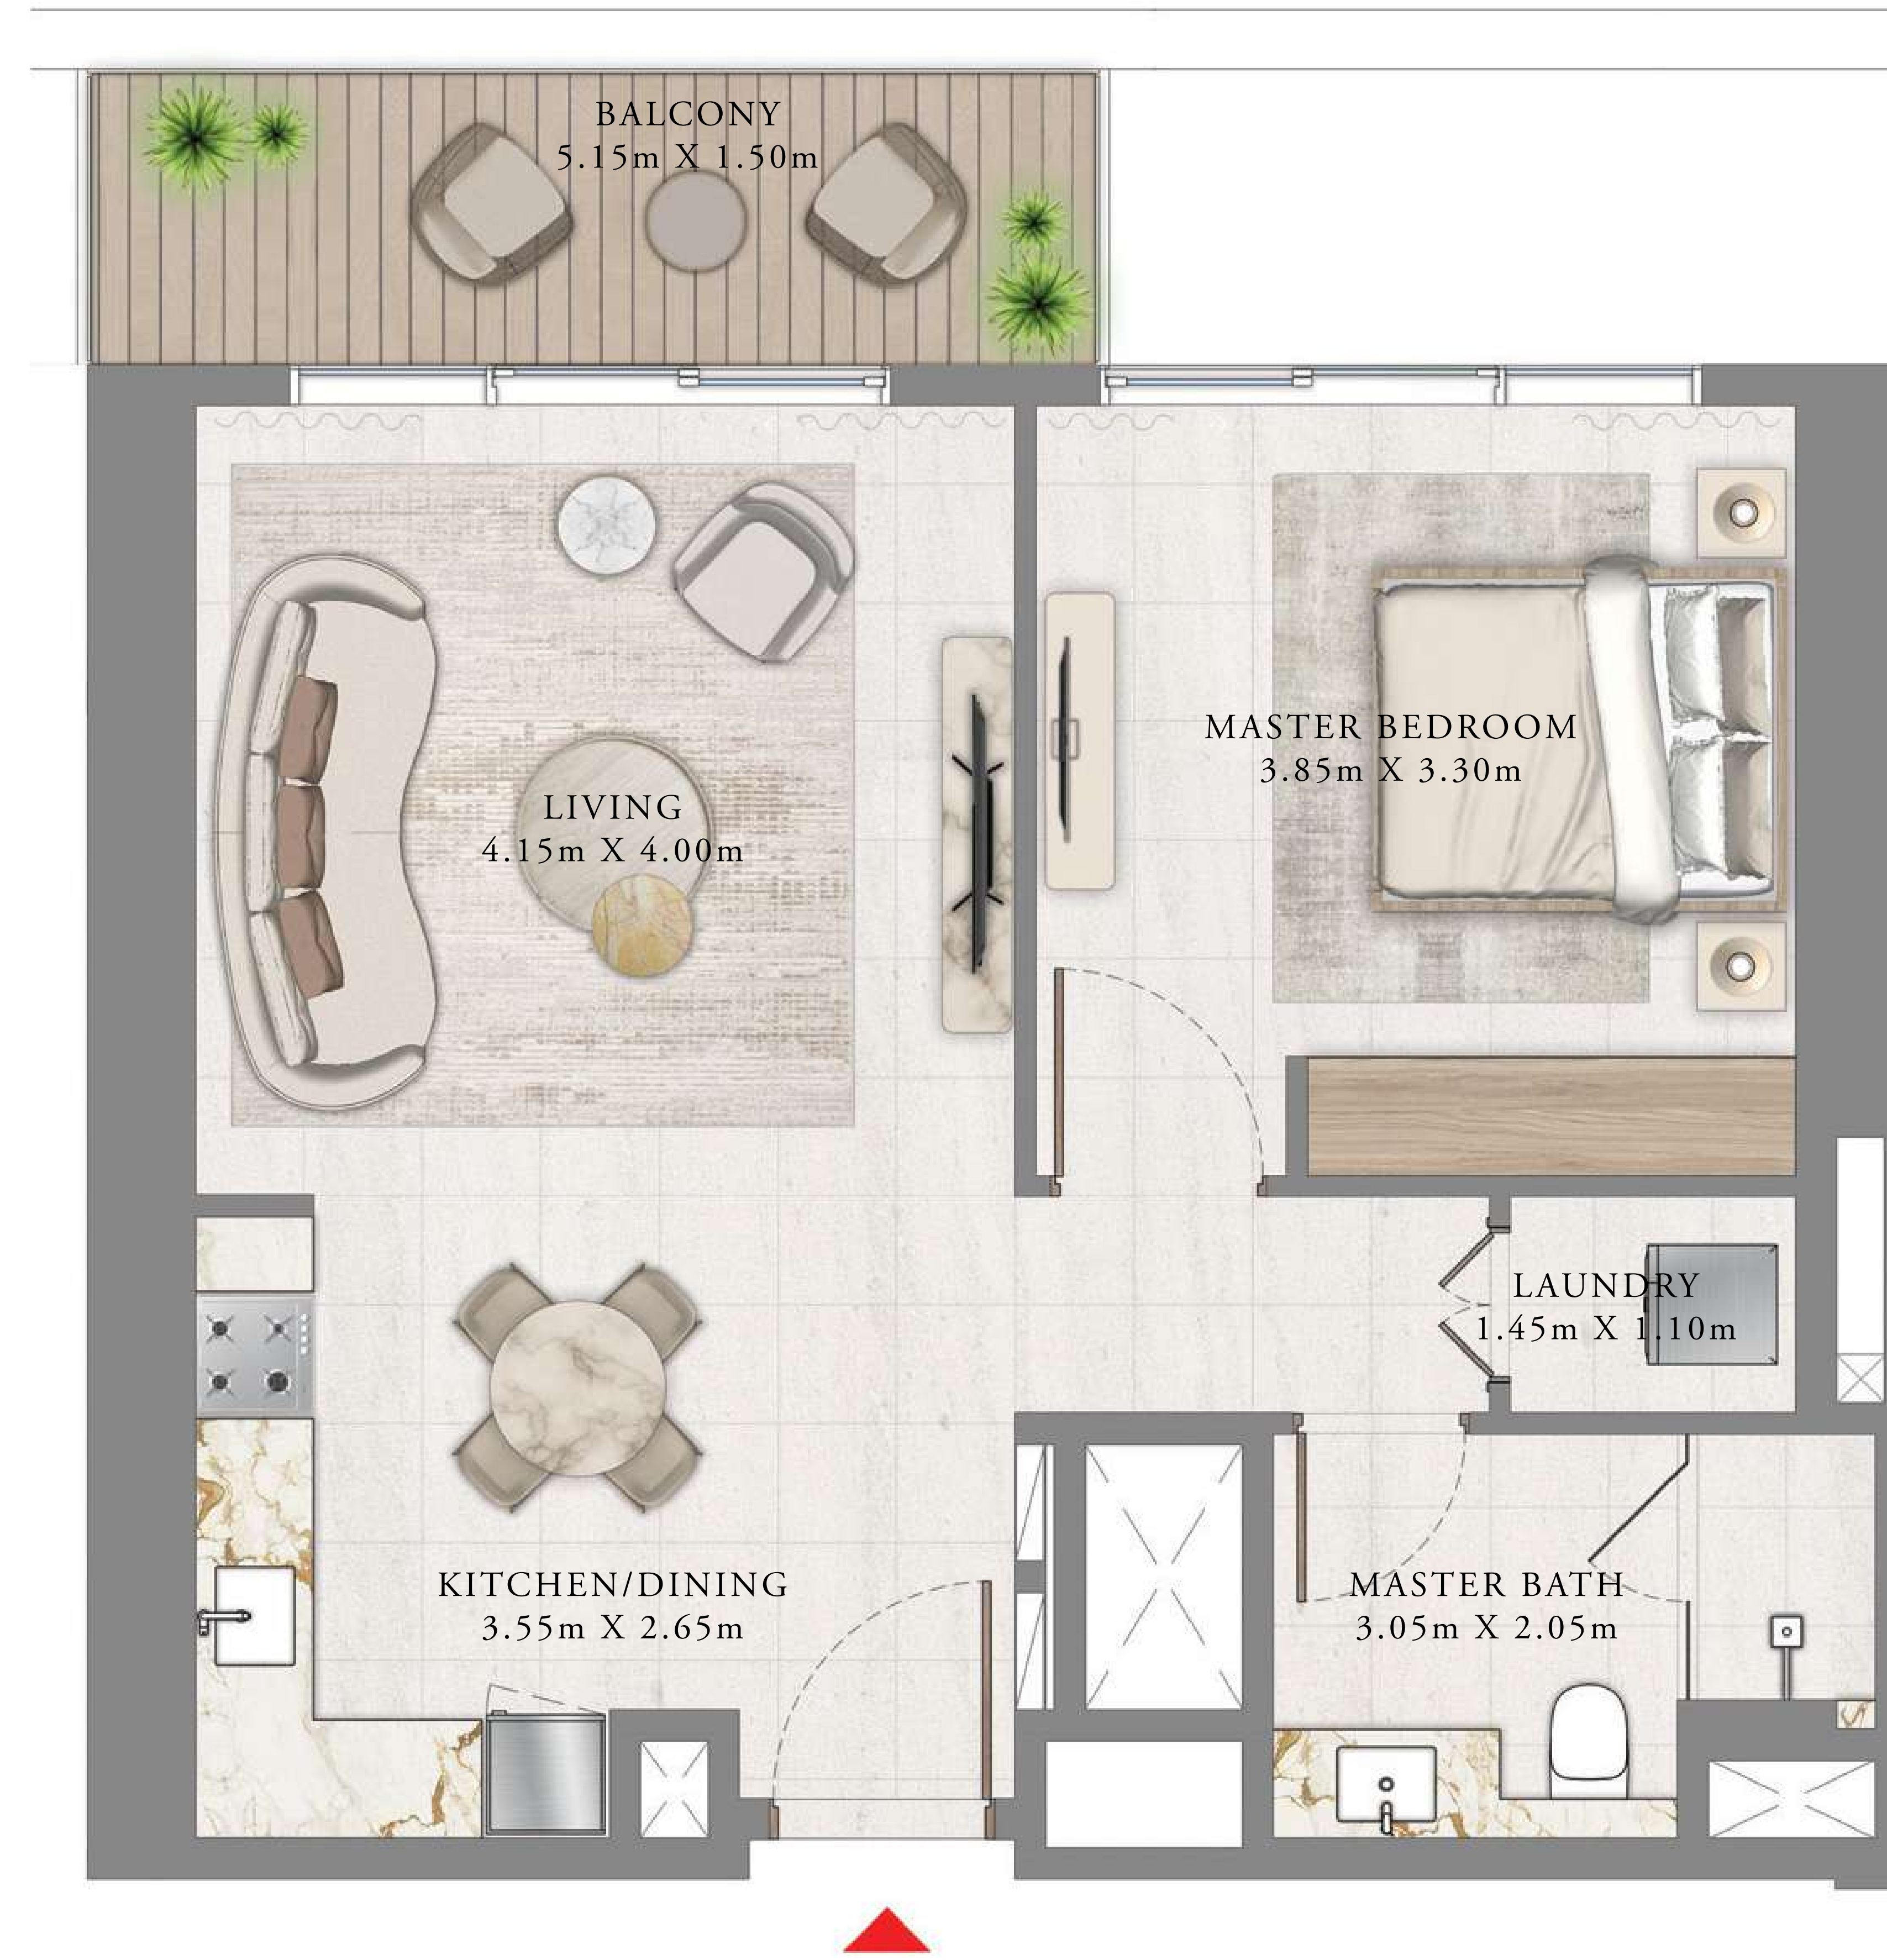 BALCONY
5.15m X 1.50m
MASTER BEDROOM
3.85m X 3.30m
LIVING
4.15m X 4.00m
LAUNDRY
1.45m X 1.10m
KITCHEN/DINING
3.55m X 2.65m
MASTER BATH
3.05m X 2.05m